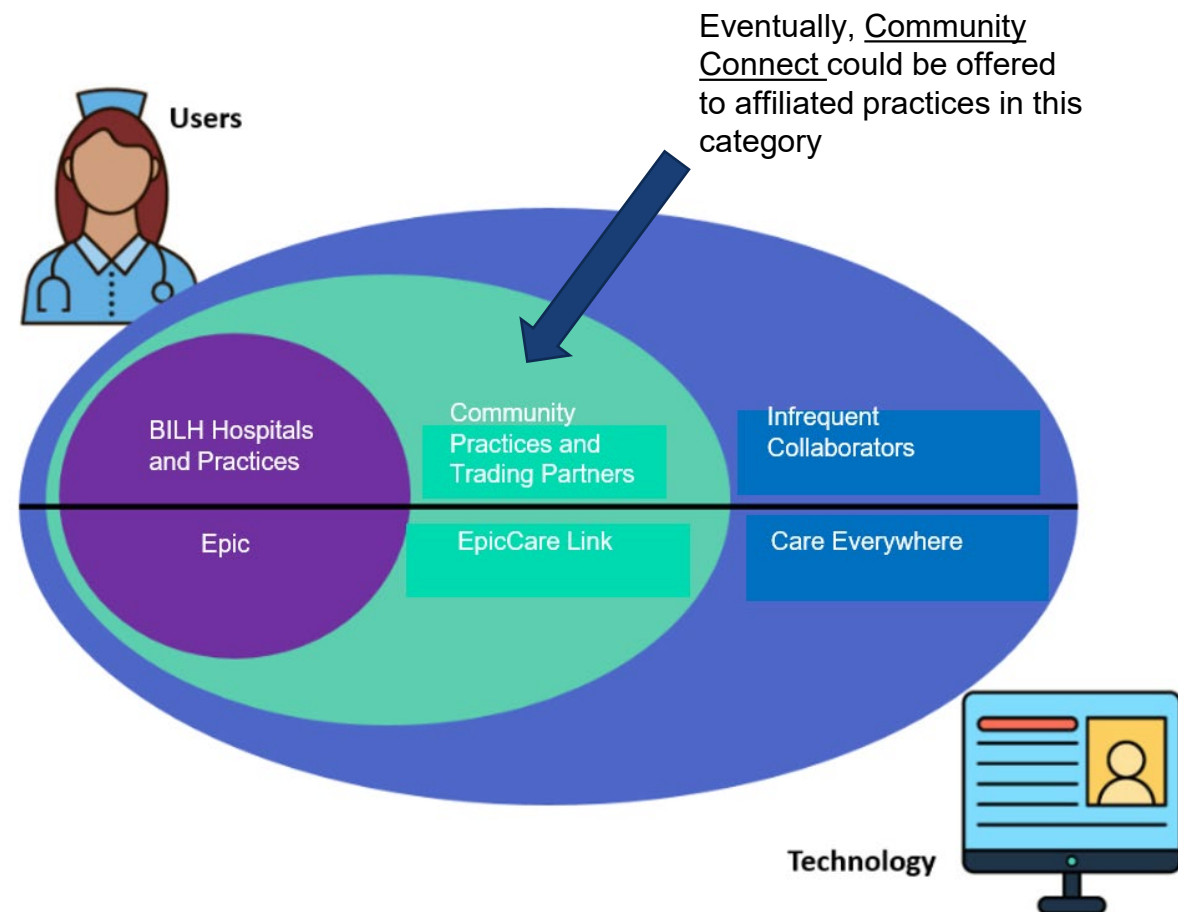 Eventually, Community
Connect could be offered
to affiliated practices in this
category
Users
BILH Hospitals
and Practices
Community
Practices and
Trading Partners
Infrequent
Collaborators
Epic
EpicCare Link
Care Everywhere
Technology